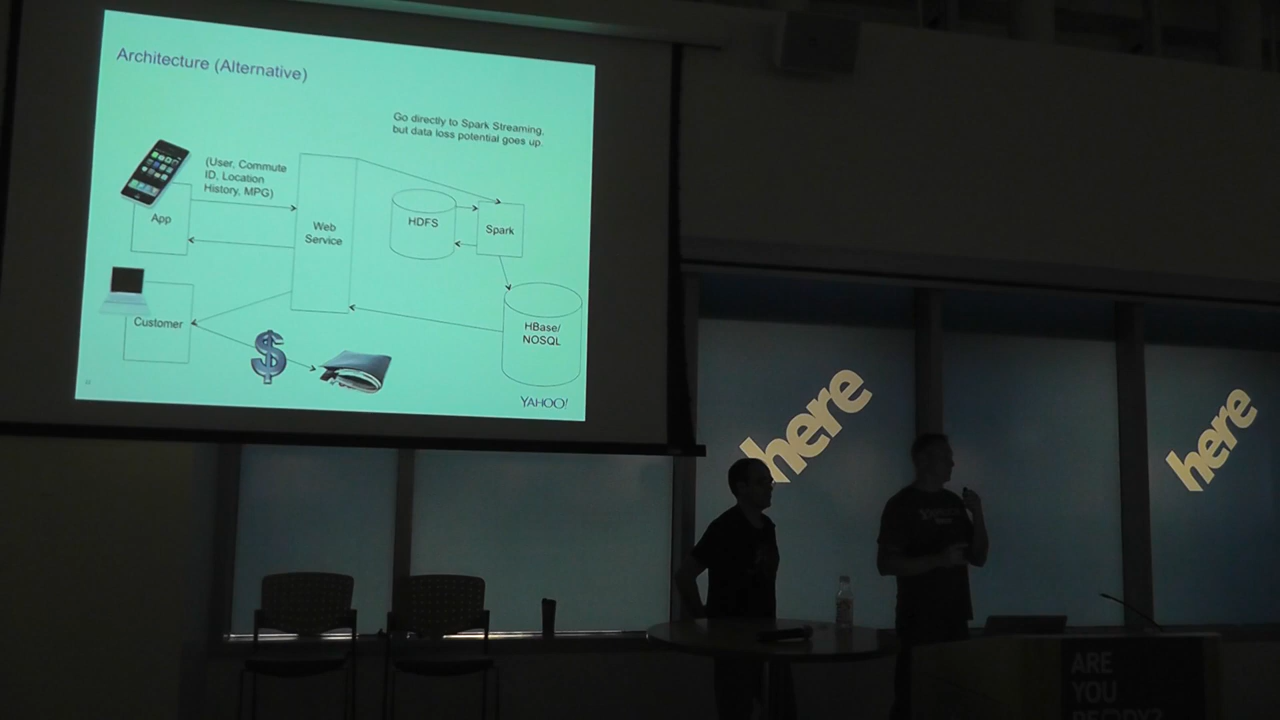 Architecture (Alternative)
Go directly to Spark Streaming,
but data loss potential goes up.
(User, Commute
ID, Location
History, MPG)
App
Web
Service
HDFS
Spark
Customer
HBase/
NOSQL
$
YAHOO!
here
here
ARE
YOU
READY?